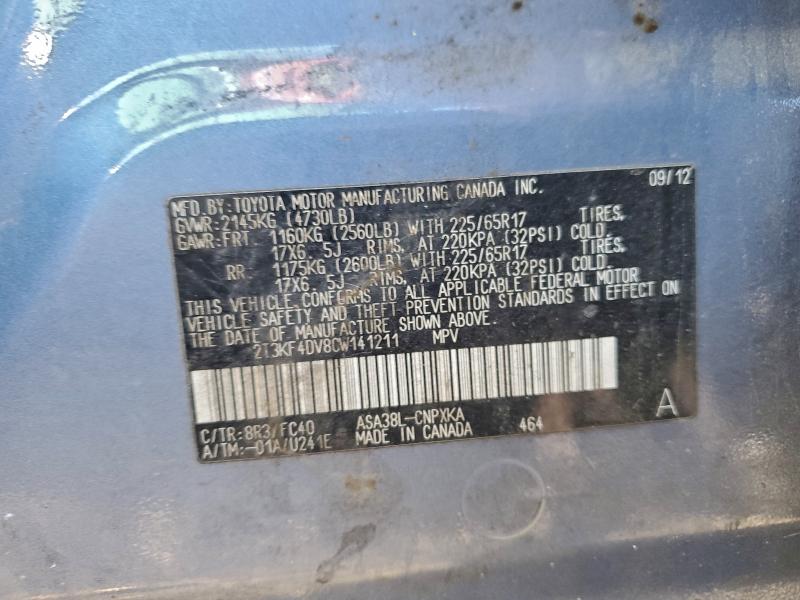 MFD. BY: TOYOTA MOTOR MANUFACTURING CANADA INC. 09/12
GVWR: 2145KG (4730LB)
GAWR: FRT. 1160KG (2560LB) WITH 225/65R17 TIRES,
17X6. 5J RIMS, AT 220KPA (32PSI) COLD.
RR. 1175KG (2600LB) WITH 225/65R17 TIRES,
17X6. 5J RIMS, AT 220KPA (32PSI) COLD.
THIS VEHICLE CONFORMS TO ALL APPLICABLE FEDERAL MOTOR
VEHICLE SAFETY AND THEFT PREVENTION STANDARDS IN EFFECT ON
THE DATE OF MANUFACTURE SHOWN ABOVE.
2T3KF4DV8CW141211 MPV
C/TR: 8R3/FC40 ASA38L-CNPXKA
A/TM: -01A/U241E MADE IN CANADA 464 A